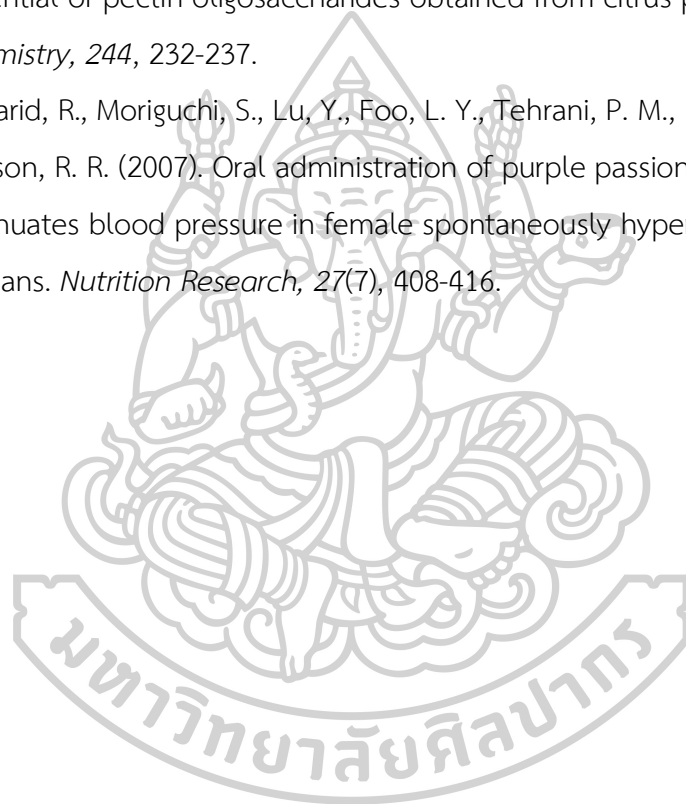 ential of pectin oligosaccharides obtained from citrus p
mistry, 244, 232-237.
arid, R., Moriguchi, S., Lu, Y., Foo, L. Y., Tehrani, P. M.,
son, R. R. (2007). Oral administration of purple passion
nuates blood pressure in female spontaneously hyper
ans. Nutrition Research, 27(7), 408-416.
มหาวิทยาลัยศิลปากร